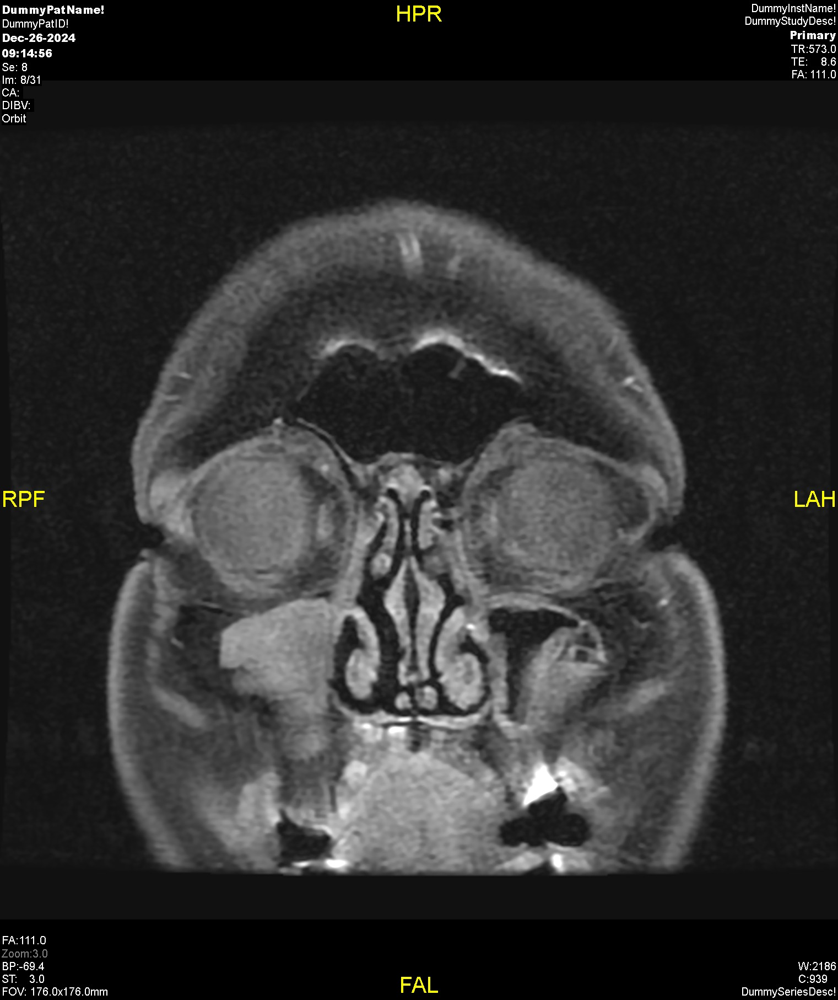 DummyPatName!
DummyPatID!
Dec-26-2024
09:14:56
Se: 8
Im: 8/31
CA:
DIBV:
Orbit
HPR
DummyInstName!
DummyStudyDesc!
Primary
TR:573.0
TE: 8.6
FA: 111.0
RPF
LAH
FA:111.0
Zoom:3.0
BP:-69.4
ST: 3.0
FOV: 176.0x176.0mm
FAL
W:2186
C:939
DummySeriesDesc!